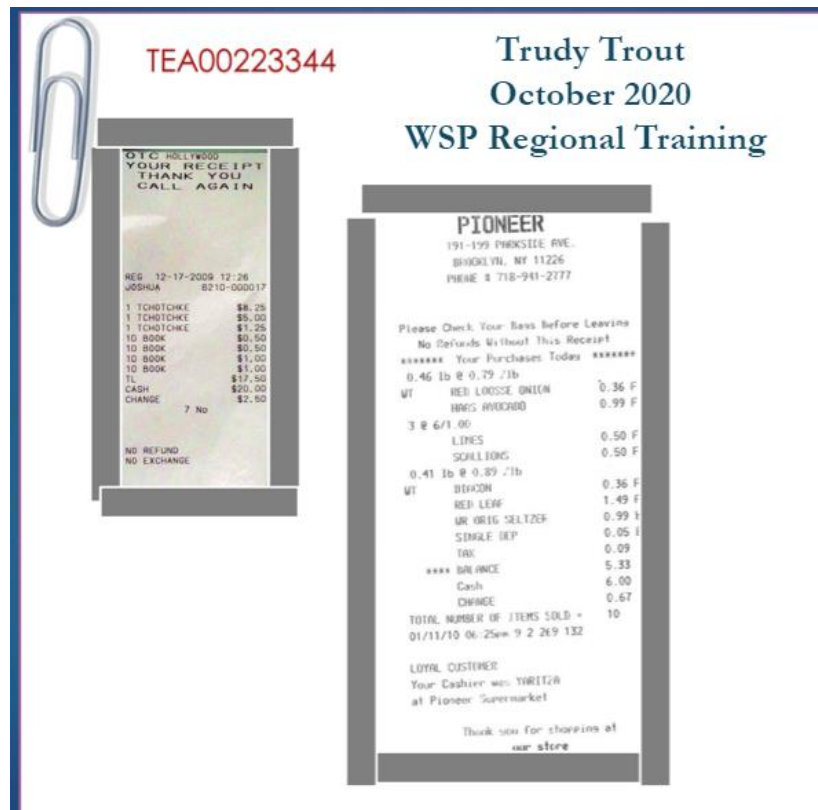 TEA00223344
Trudy Trout
October 2020
WSP Regional Training
OTC HOLLYWOOD
YOUR RECEIPT
THANK YOU
CALL AGAIN
REG 12-17-2009 12:26
JOSHUA 8210-000017
1 TCHOTCHKE $8.25
1 TCHOTCHKE $5.00
1 TCHOTCHKE $1.25
10 BOOK $0.50
10 BOOK $0.50
10 BOOK $1.00
10 BOOK $1.00
TL $17.50
CASH $20.00
CHANGE $2.50
7 No
NO REFUND
NO EXCHANGE
PIONEER
191-199 PARKSIDE AVE.
BROOKLYN, NY 11226
PHONE # 718-941-2777
Please Check Your Bags Before Leaving
No Refunds Without This Receipt
******* Your Purchases Today *******
0.46 lb @ 0.79 /lb
WT RED LOOSSE ONION 0.36 F
HARS AVOCADO 0.99 F
3 @ 6/1.00
LIMES 0.50 F
SCALLIONS 0.50 F
0.41 lb @ 0.89 /lb
WT 0.36 F
RED LEAF 1.49 F
WR ORIG SELTZER 0.99
SINGLE DEP 0.05
TAX 0.09
**** BALANCE 5.33
Cash 6.00
CHANGE 0.67
TOTAL NUMBER OF ITEMS SOLD = 10
01/11/10 06:25pm 9 2 269 132
LOYAL CUSTOMER
Your Cashier was YARITZA
at Pioneer Supermarket
Thank you for shopping at
our store